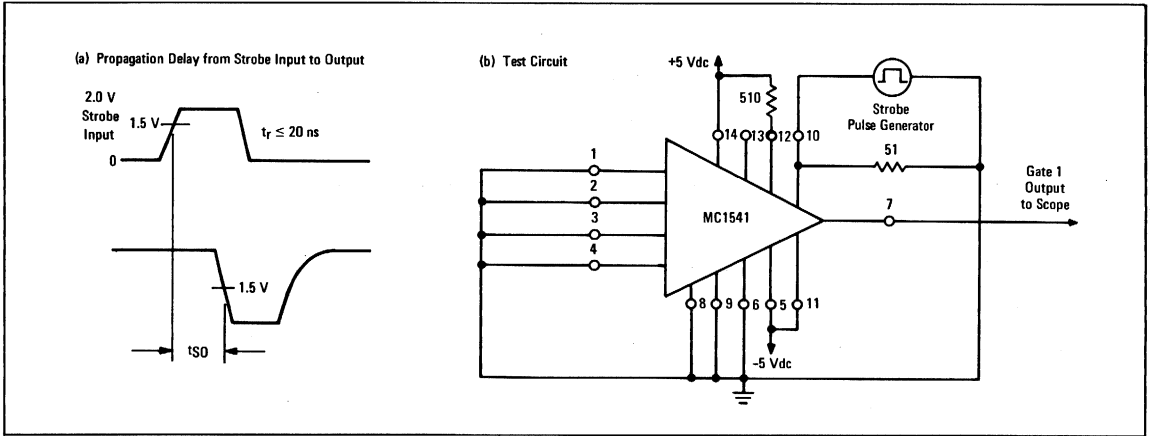 (a) Propagation Delay from Strobe Input to Output
2.0 V
Strobe
Input
1.5 V
0
tr ≤ 20 ns
1.5 V
tSO
(b) Test Circuit
+5 Vdc
510
Strobe
Pulse Generator
14
13
12
10
51
1
2
3
4
MC1541
7
Gate 1
Output
to Scope
8
9
6
5
11
-5 Vdc